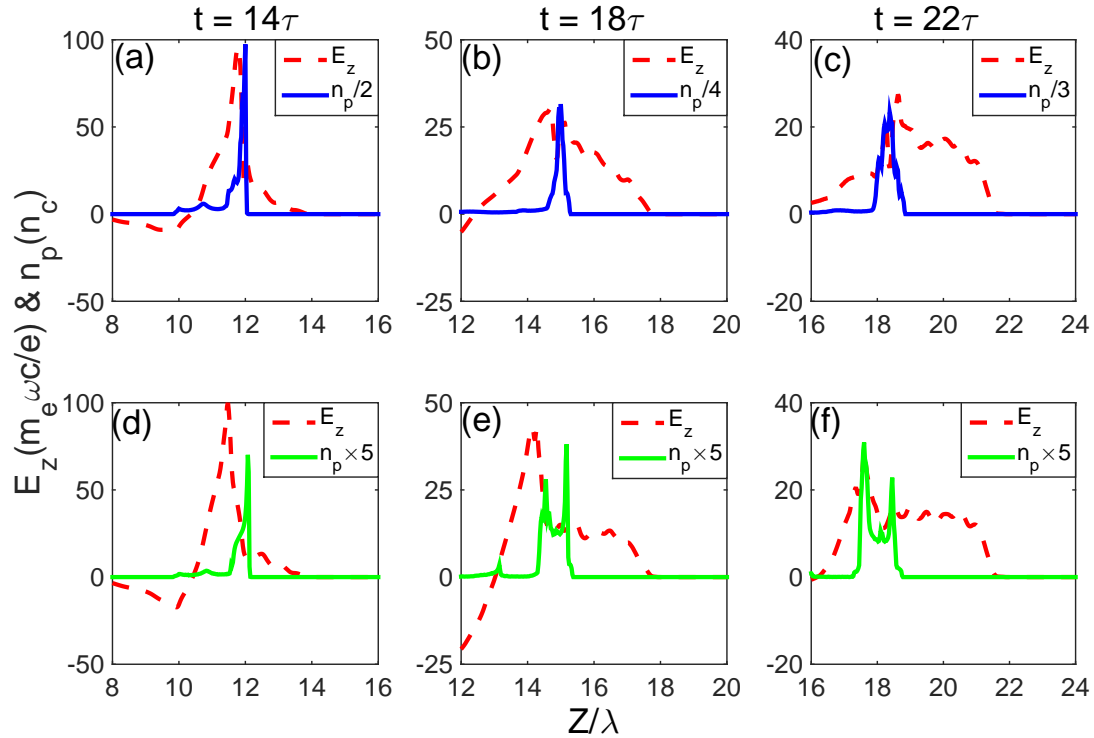 t = 14τ
t = 18τ
t = 22τ
(a)
E_z
n_p/2
100
50
0
-50
8 10 12 14 16
(b)
E_z
n_p/4
50
25
0
-25
12 14 16 18 20
(c)
E_z
n_p/3
40
20
0
-20
16 18 20 22 24
E_z(m_e ωc/e) & n_p(n_c)
(d)
E_z
n_p × 5
100
50
0
-50
8 10 12 14 16
(e)
E_z
n_p × 5
50
25
0
-25
12 14 16 18 20
(f)
E_z
n_p × 5
40
20
0
-20
16 18 20 22 24
Z/λ